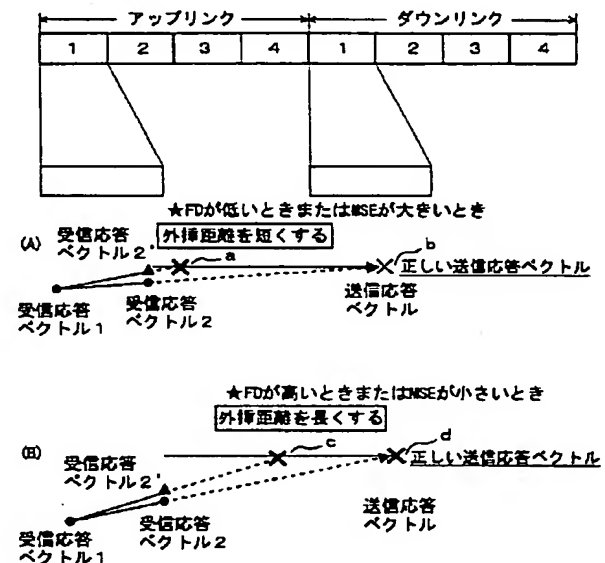 アップリンク ダウンリンク
1 2 3 4 1 2 3 4
★FDが低いときまたはMSEが大きいとき
外挿距離を短くする
(A)
受信応答
ベクトル2'
a
b
正しい送信応答ベクトル
受信応答
ベクトル1
受信応答
ベクトル2
送信応答
ベクトル
★FDが高いときまたはMSEが小さいとき
外挿距離を長くする
(B)
受信応答
ベクトル2'
c
d
正しい送信応答ベクトル
受信応答
ベクトル1
受信応答
ベクトル2
送信応答
ベクトル